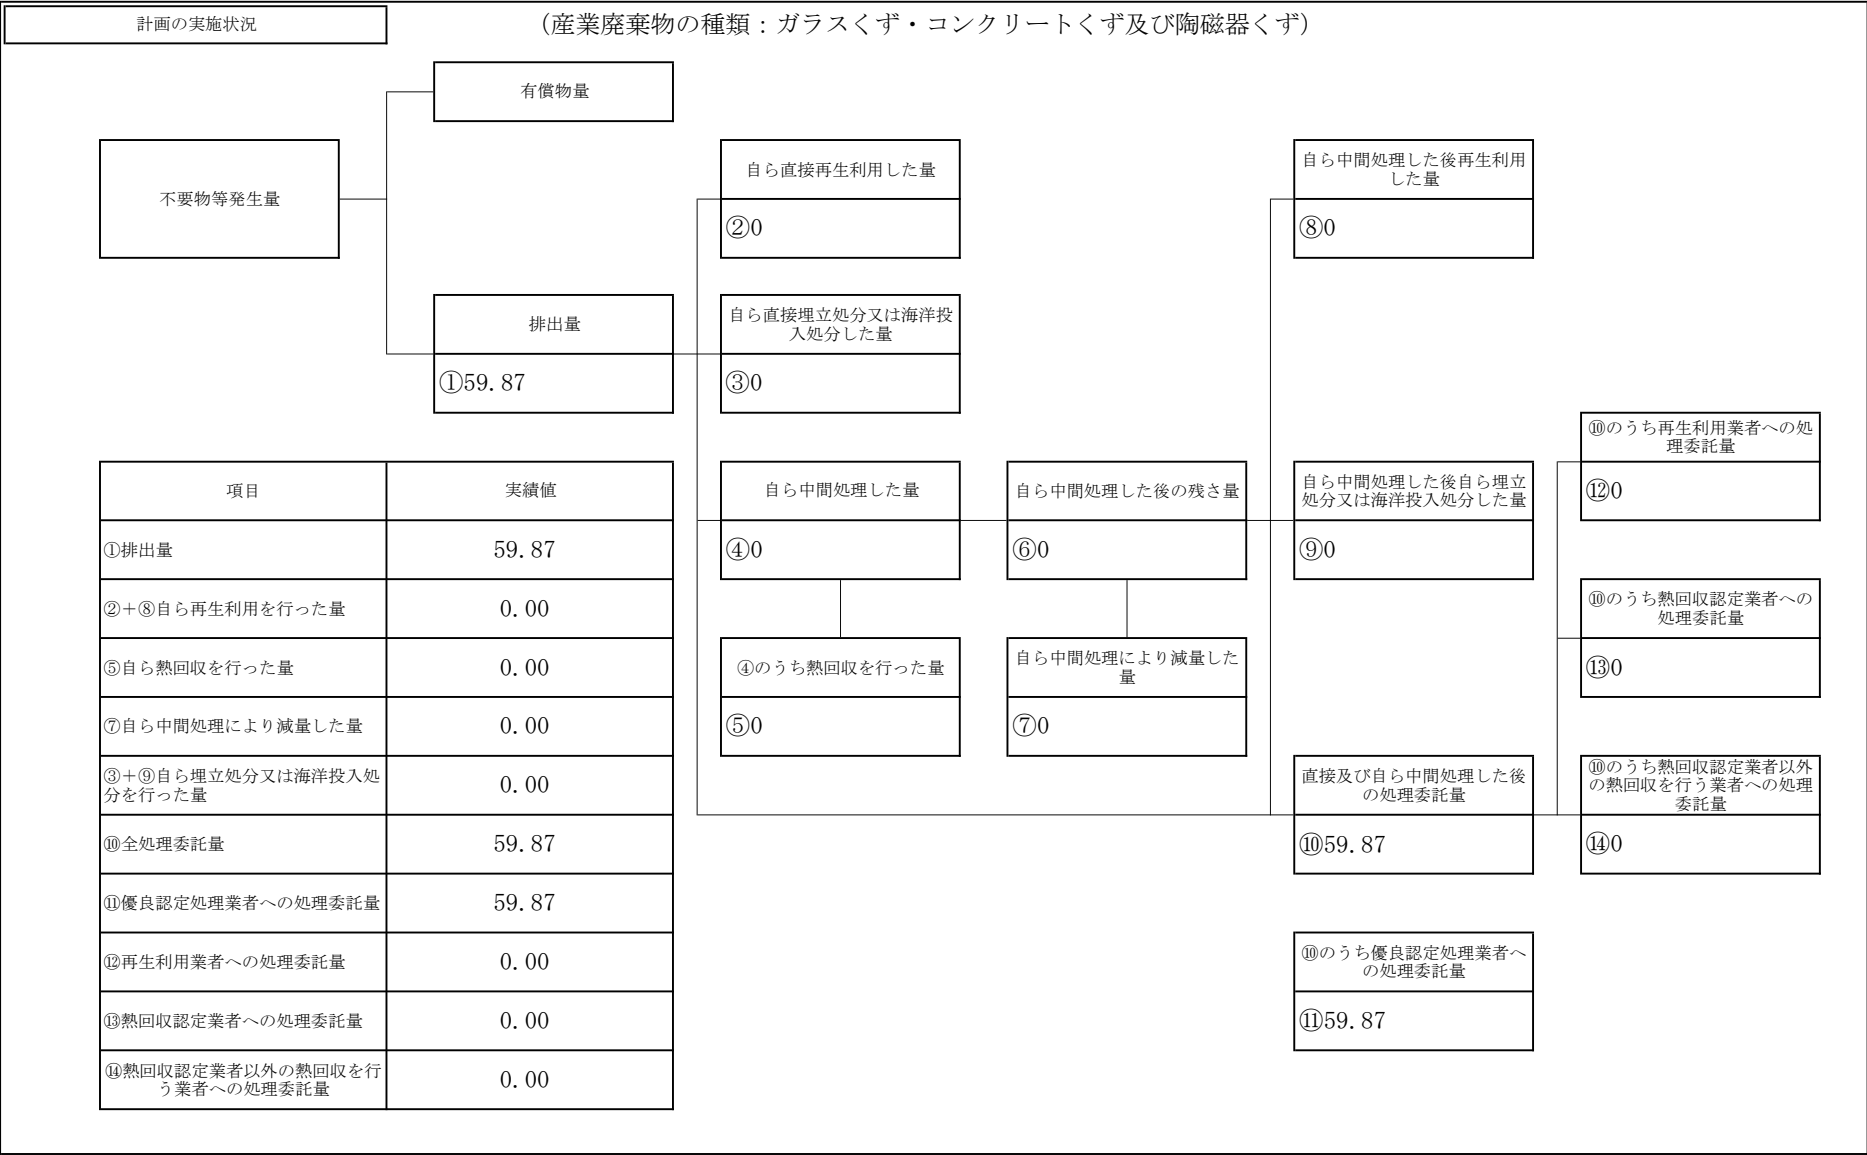 計画の実施状況
（産業廃棄物の種類：ガラスくず・コンクリートくず及び陶磁器くず）
有償物量
不要物等発生量
自ら直接再生利用した量
②0
自ら中間処理した後再生利用
した量
⑧0
排出量
①59.87
自ら直接埋立処分又は海洋投
入処分した量
③0
項目
実績値
①排出量
59.87
②＋⑧自ら再生利用を行った量
0.00
⑤自ら熱回収を行った量
0.00
⑦自ら中間処理により減量した量
0.00
③＋⑨自ら埋立処分又は海洋投入処
分を行った量
0.00
⑩全処理委託量
59.87
⑪優良認定処理業者への処理委託量
59.87
⑫再生利用業者への処理委託量
0.00
⑬熱回収認定業者への処理委託量
0.00
⑭熱回収認定業者以外の熱回収を行
う業者への処理委託量
0.00
自ら中間処理した量
④0
④のうち熱回収を行った量
⑤0
自ら中間処理した後の残さ量
⑥0
自ら中間処理により減量した
量
⑦0
自ら中間処理した後自ら埋立
処分又は海洋投入処分した量
⑨0
直接及び自ら中間処理した後
の処理委託量
⑩59.87
⑩のうち優良認定処理業者へ
の処理委託量
⑪59.87
⑩のうち再生利用業者への処
理委託量
⑫0
⑩のうち熱回収認定業者への
処理委託量
⑬0
⑩のうち熱回収認定業者以外
の熱回収を行う業者への処理
委託量
⑭0